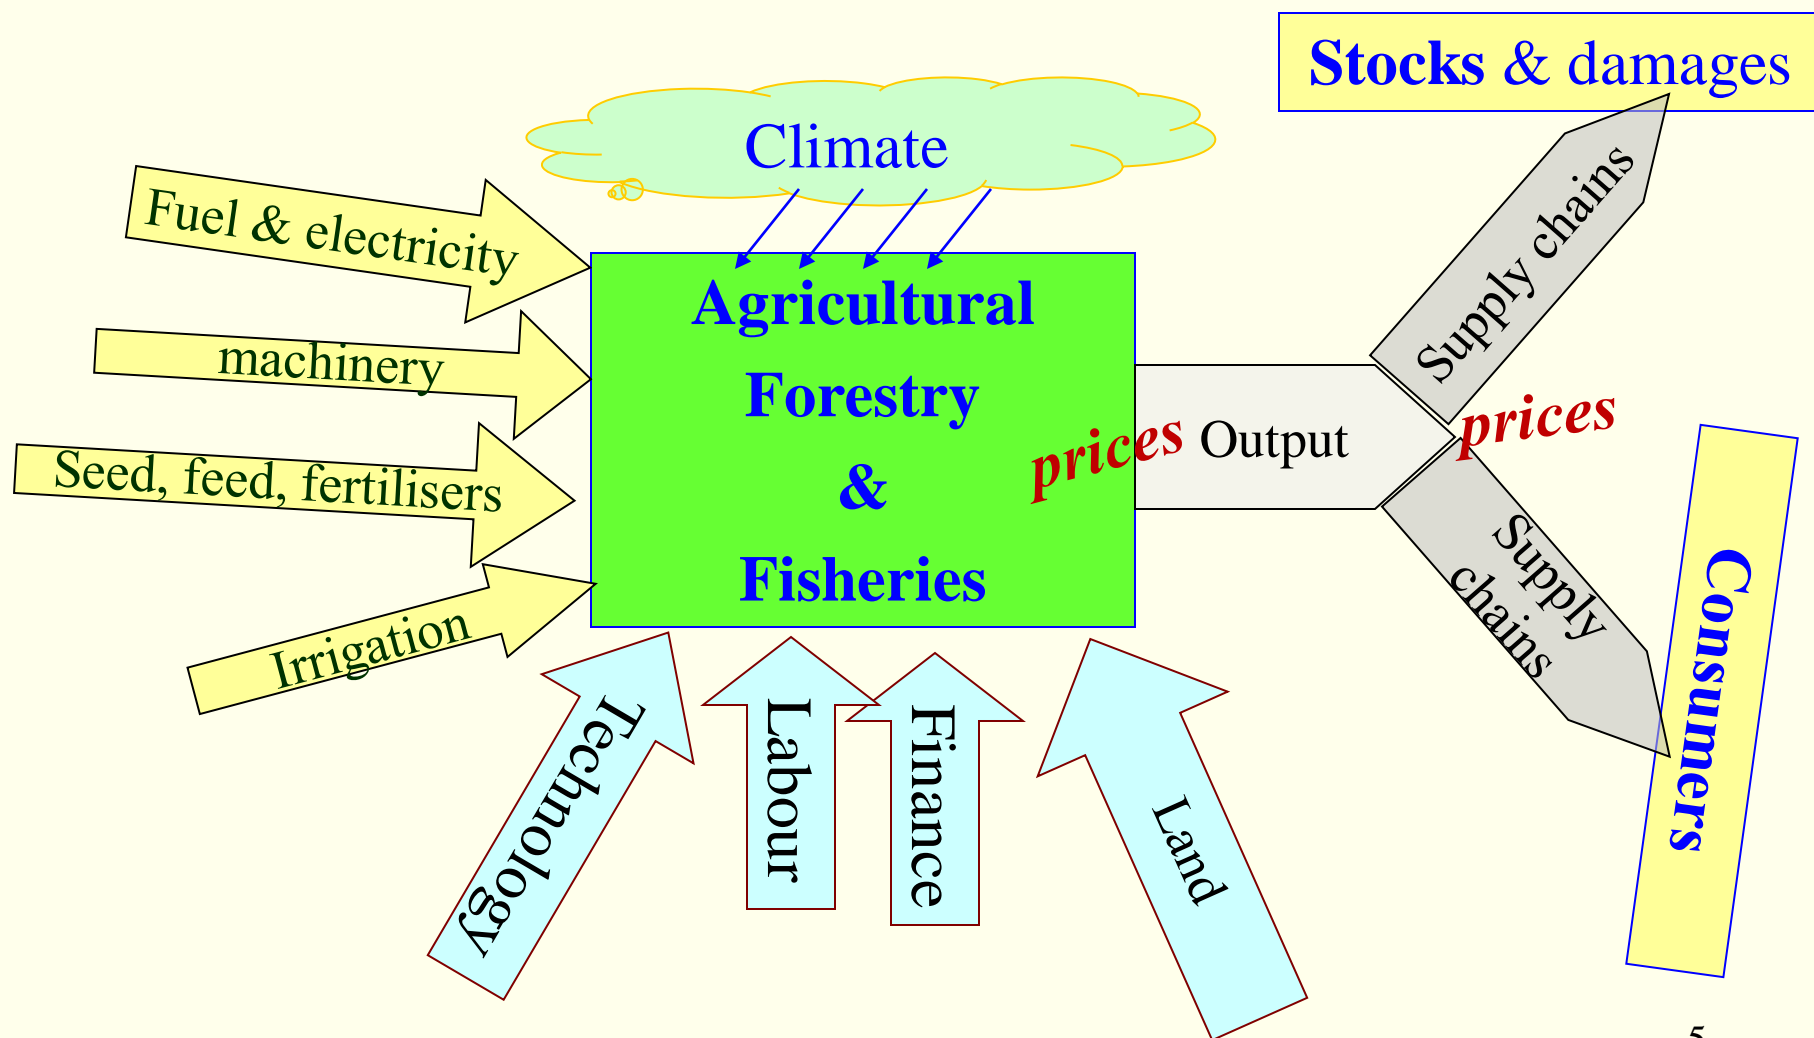 Stocks & damages
Climate
Fuel & electricity
machinery
Seed, feed, fertilisers
Irrigation
Agricultural
Forestry
&
Fisheries
prices
Output
prices
Supply chains
Supply
chains
Consumers
Technology
Labour
Finance
Land
5